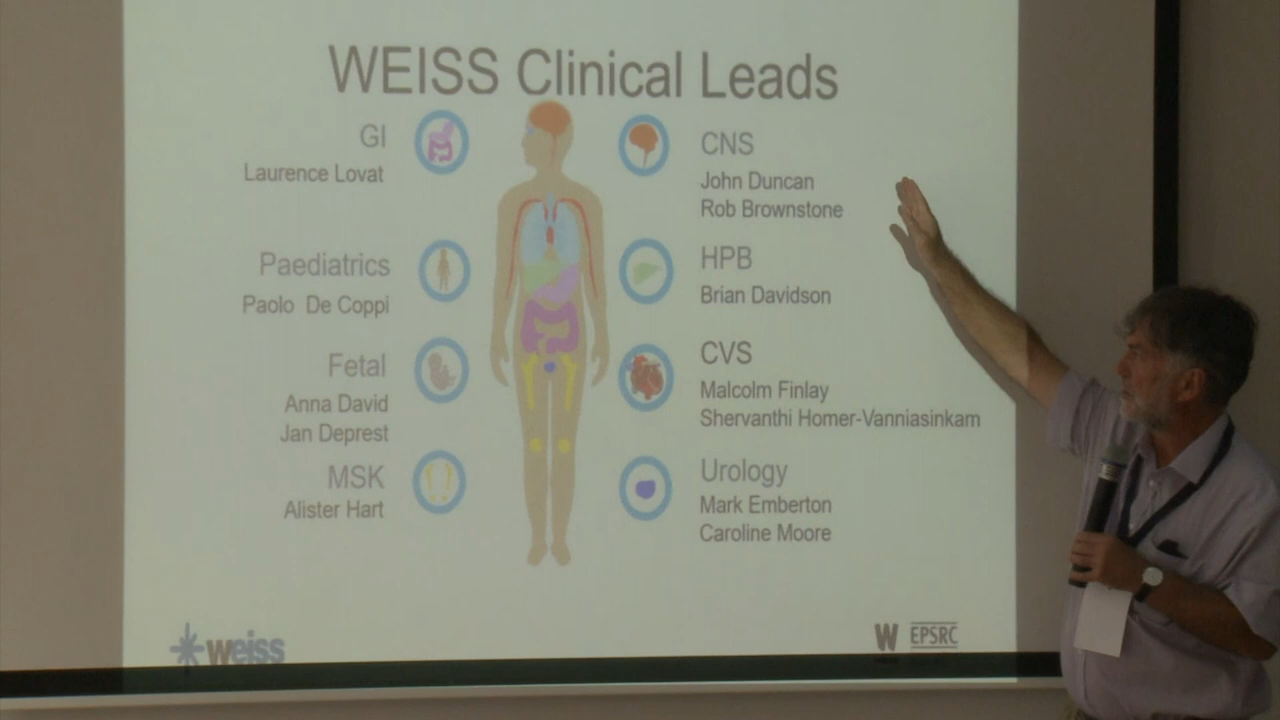 WEISS Clinical Leads
GI
Laurence Lovat
Paediatrics
Paolo De Coppi
Fetal
Anna David
Jan Deprest
MSK
Alister Hart
CNS
John Duncan
Rob Brownstone
HPB
Brian Davidson
CVS
Malcolm Finlay
Shervanthi Homer-Vanniasinkam
Urology
Mark Emberton
Caroline Moore
weiss
W EPSRC